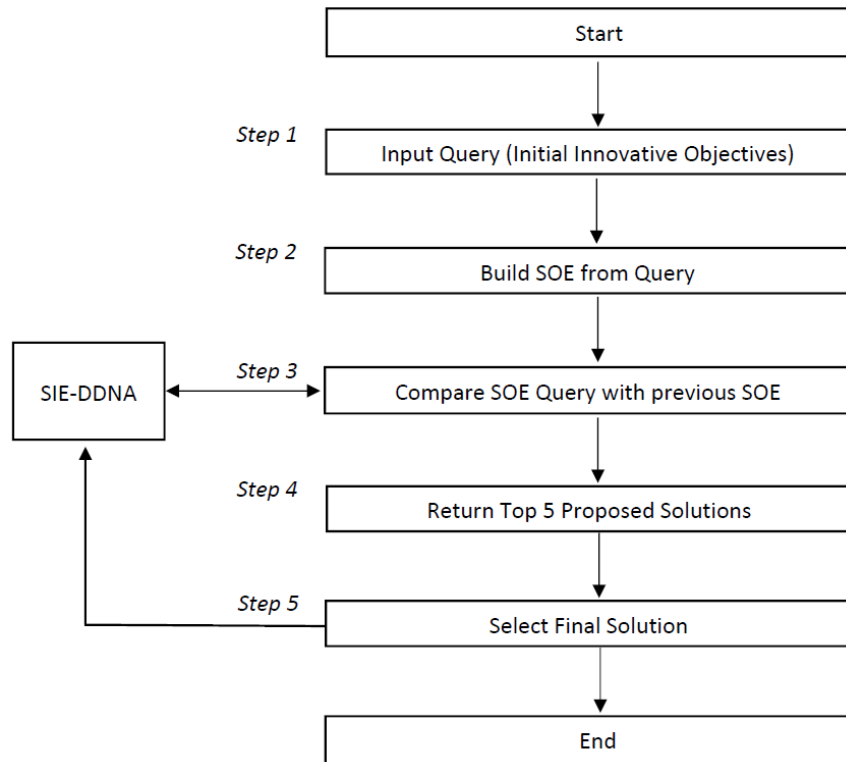 Start
Step 1
Input Query (Initial Innovative Objectives)
Step 2
Build SOE from Query
SIE-DDNA
Step 3
Compare SOE Query with previous SOE
Step 4
Return Top 5 Proposed Solutions
Step 5
Select Final Solution
End